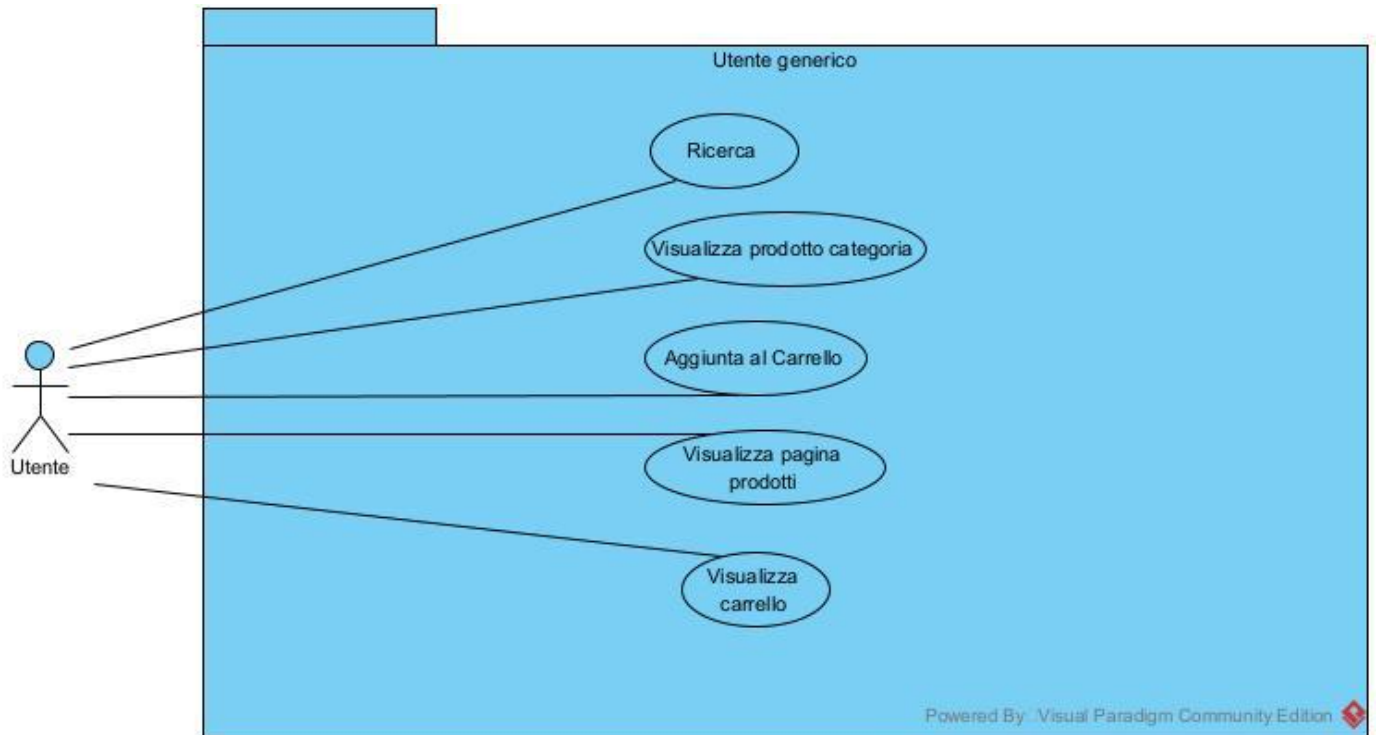 Utente generico
Ricerca
Visualizza prodotto categoria
Aggiunta al Carrello
Visualizza pagina
prodotti
Utente
Visualizza
carrello
Powered By: Visual Paradigm Community Edition